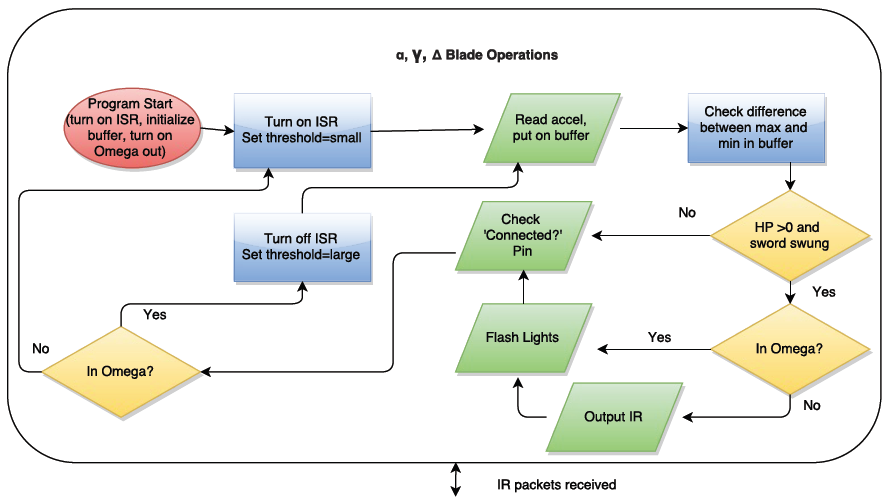 α, γ, Δ Blade Operations
Program Start
(turn on ISR, initialize
buffer, turn on
Omega out)
Turn on ISR
Set threshold=small
Read accel,
put on buffer
Check difference
between max and
min in buffer
HP >0 and
sword swung
No
Yes
Check
'Connected?'
Pin
Turn off ISR
Set threshold=large
In Omega?
Yes
No
Flash Lights
Output IR
In Omega?
Yes
No
IR packets received